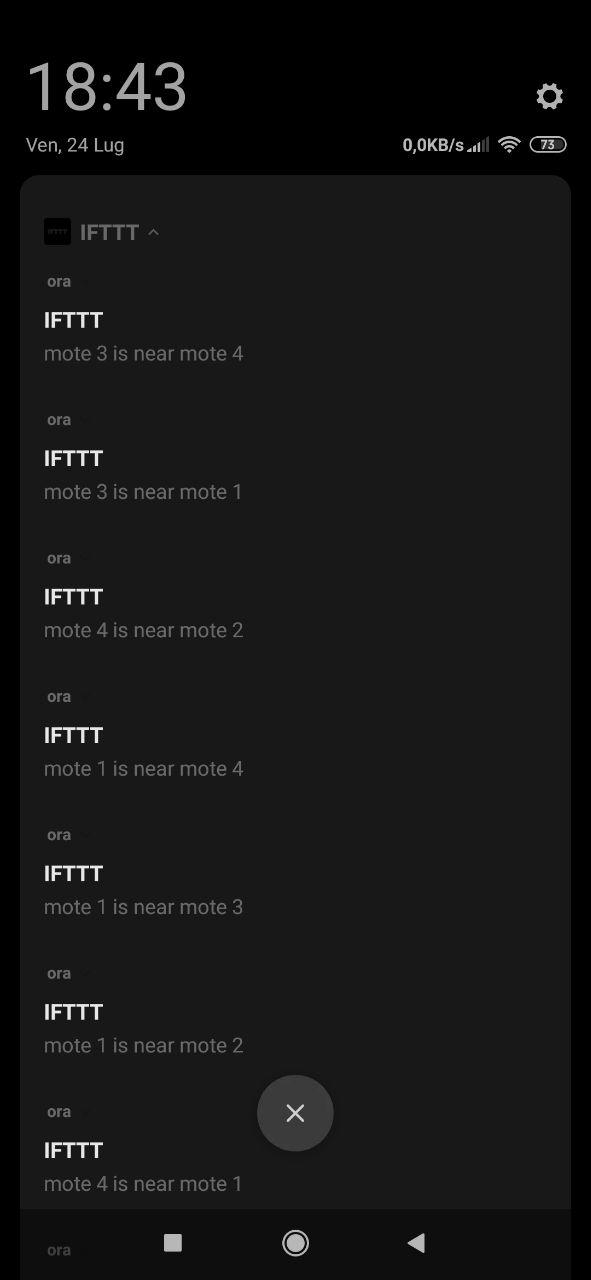 18:43
Ven, 24 Lug
0,0KB/s 73
IFTTT
ora
IFTTT
mote 3 is near mote 4
ora
IFTTT
mote 3 is near mote 1
ora
IFTTT
mote 4 is near mote 2
ora
IFTTT
mote 1 is near mote 4
ora
IFTTT
mote 1 is near mote 3
ora
IFTTT
mote 1 is near mote 2
ora
IFTTT
mote 4 is near mote 1
ora